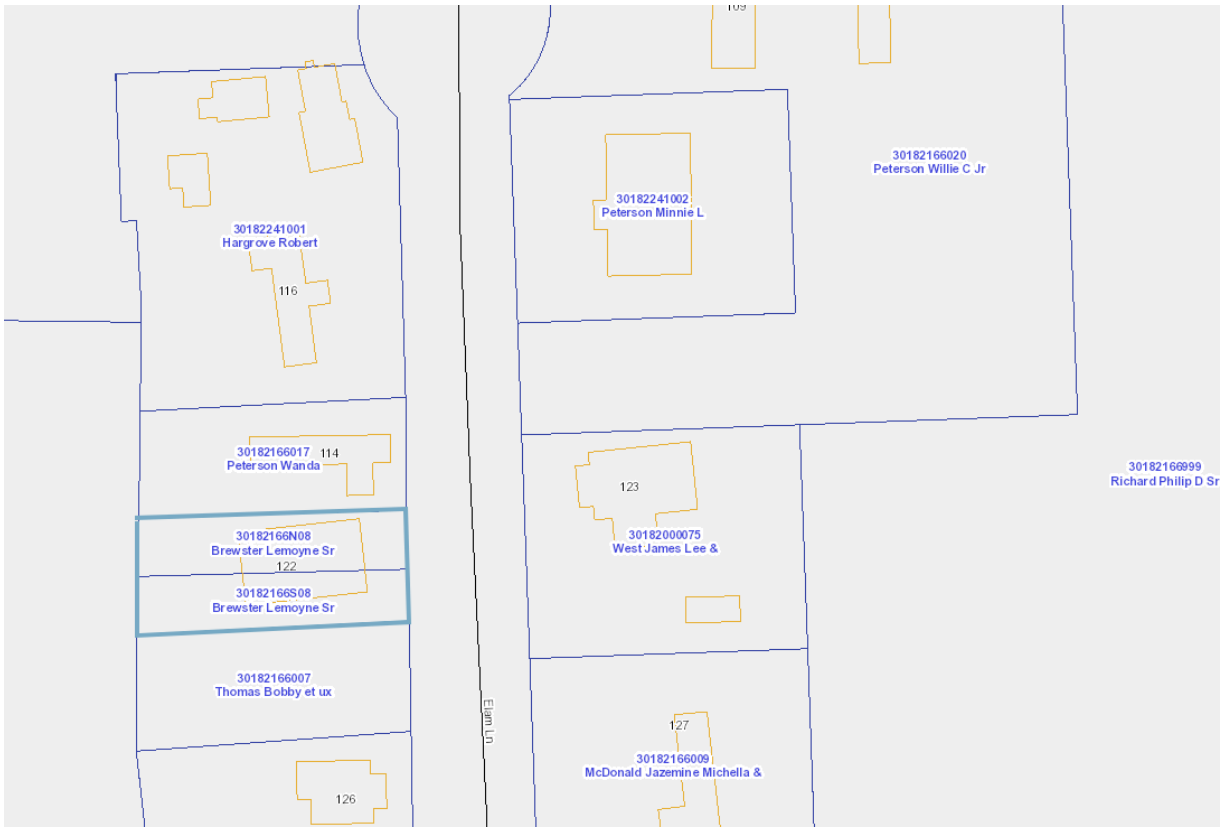 109
30182166020
Peterson Willie C Jr
30182241002
Peterson Minnie L
30182241001
Hargrove Robert
116
30182166017
Peterson Wanda
114
30182166999
Richard Philip D Sr
123
30182000075
West James Lee &
30182166N08
Brewster Lemoyne Sr
122
30182166S08
Brewster Lemoyne Sr
30182166007
Thomas Bobby et ux
Elam Ln
127
30182166009
McDonald Jazemine Michella &
126